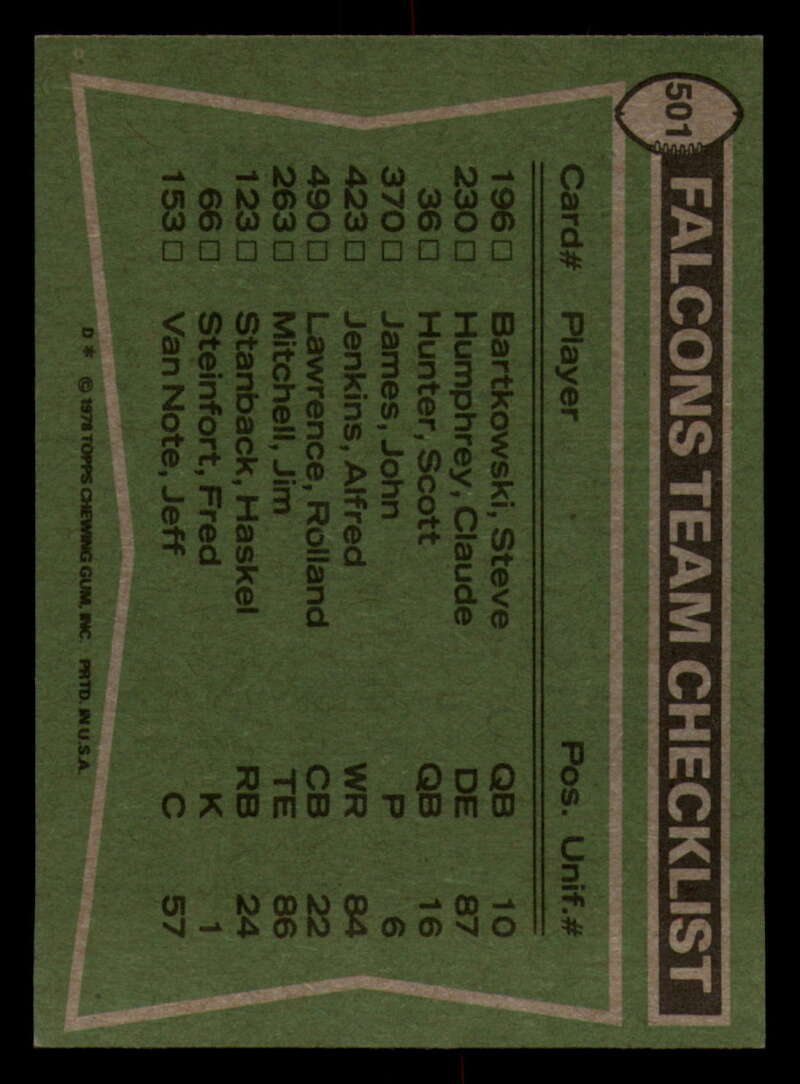 501
FALCONS TEAM CHECKLIST
Card# Player Pos. Unif.#
196□ Bartkowski, Steve QB 10
230□ Humphrey, Claude DE 87
36□ Hunter, Scott QB 16
370□ James, John P 6
423□ Jenkins, Alfred WR 84
490□ Lawrence, Rolland CB 22
263□ Mitchell, Jim TE 86
123□ Stanback, Haskel RB 24
66□ Steinfort, Fred K 1
153□ Van Note, Jeff C 57
D* © 1978 TOPPS CHEWING GUM, INC. PRTD. IN U.S.A.